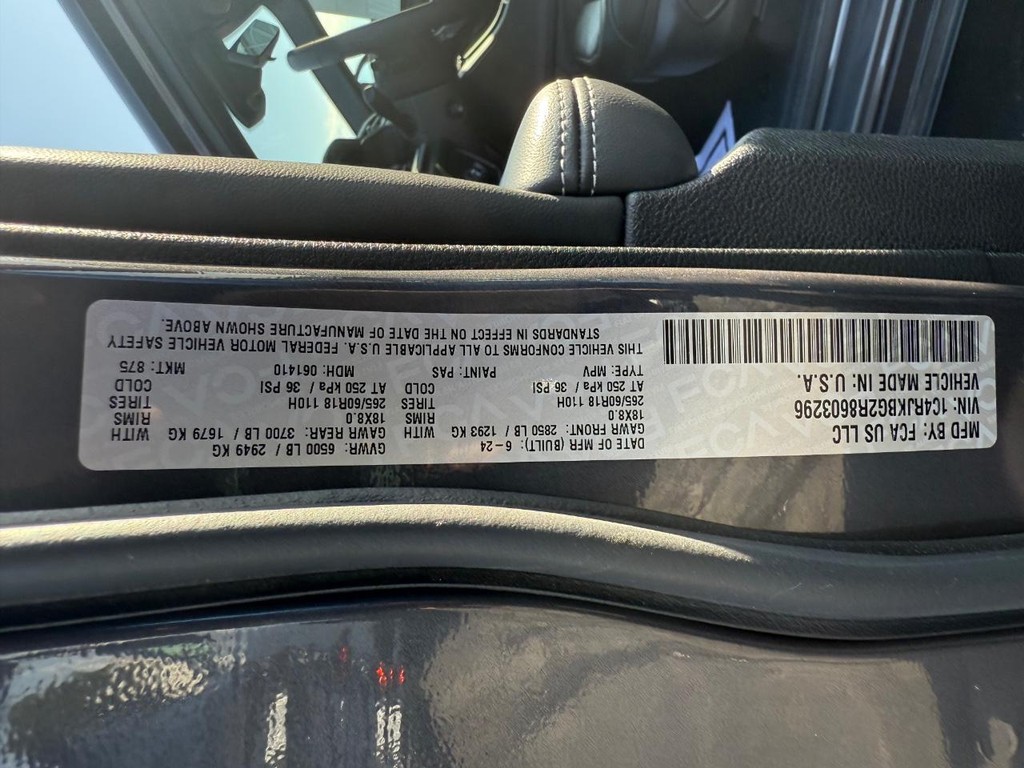 MFD BY: FCA US LLC
DATE OF MFR (BUILT): 6-24
GVWR: 6500 LB / 2949 KG
VIN: 1C4RJKBG2R8603296
GAWR FRONT: 2850 LB / 1293 KG WITH
GAWR REAR: 3700 LB / 1679 KG WITH
VEHICLE MADE IN: U.S.A.
18X8.0 RIMS
18X8.0 RIMS
265/60R18 110H TIRES
265/60R18 110H TIRES
AT 250 kPa / 36 PSI COLD
AT 250 kPa / 36 PSI COLD
TYPE: MPV
PAINT: PAS
MDH: 061410
MKT: 875
THIS VEHICLE CONFORMS TO ALL APPLICABLE U.S.A. FEDERAL MOTOR VEHICLE SAFETY
STANDARDS IN EFFECT ON THE DATE OF MANUFACTURE SHOWN ABOVE.